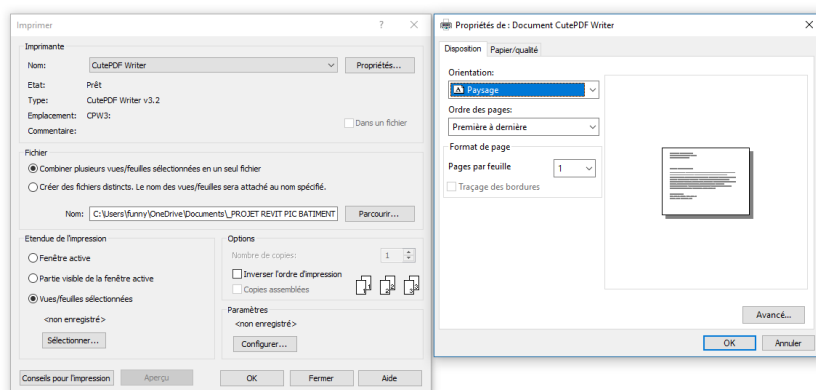 Imprimer
Imprimante
Nom: CutePDF Writer Propriétés...
Etat: Prêt
Type: CutePDF Writer v3.2
Emplacement: CPW3:
Commentaire:
Dans un fichier
Fichier
Combiner plusieurs vues/feuilles sélectionnées en un seul fichier
Créer des fichiers distincts. Le nom des vues/feuilles sera attaché au nom spécifié.
Nom: C:\Users\funny\OneDrive\Documents\_PROJET REVIT PIC BATIMENT Parcourir...
Etendue de l'impression
Fenêtre active
Partie visible de la fenêtre active
Vues/feuilles sélectionnées
<non enregistré>
Sélectionner...
Options
Nombre de copies: 1
Inverser l'ordre d'impression
Copies assemblées
1 1 2 2 3 3
Paramètres
<non enregistré>
Configurer...
Conseils pour l'impression Aperçu OK Fermer Aide
Propriétés de : Document CutePDF Writer
Disposition Papier/qualité
Orientation:
A Paysage
Ordre des pages:
Première à dernière
Format de page
Pages par feuille 1
Traçage des bordures
Avancé...
OK Annuler